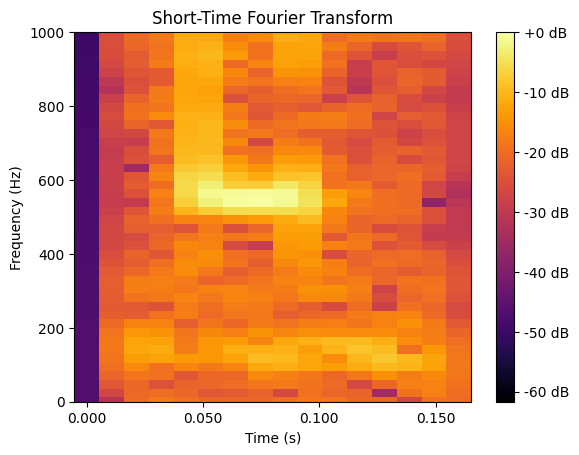 Short-Time Fourier Transform
1000
800
600
400
200
0
Frequency (Hz)
0.000
0.050
0.100
0.150
Time (s)
+0 dB
-10 dB
-20 dB
-30 dB
-40 dB
-50 dB
-60 dB